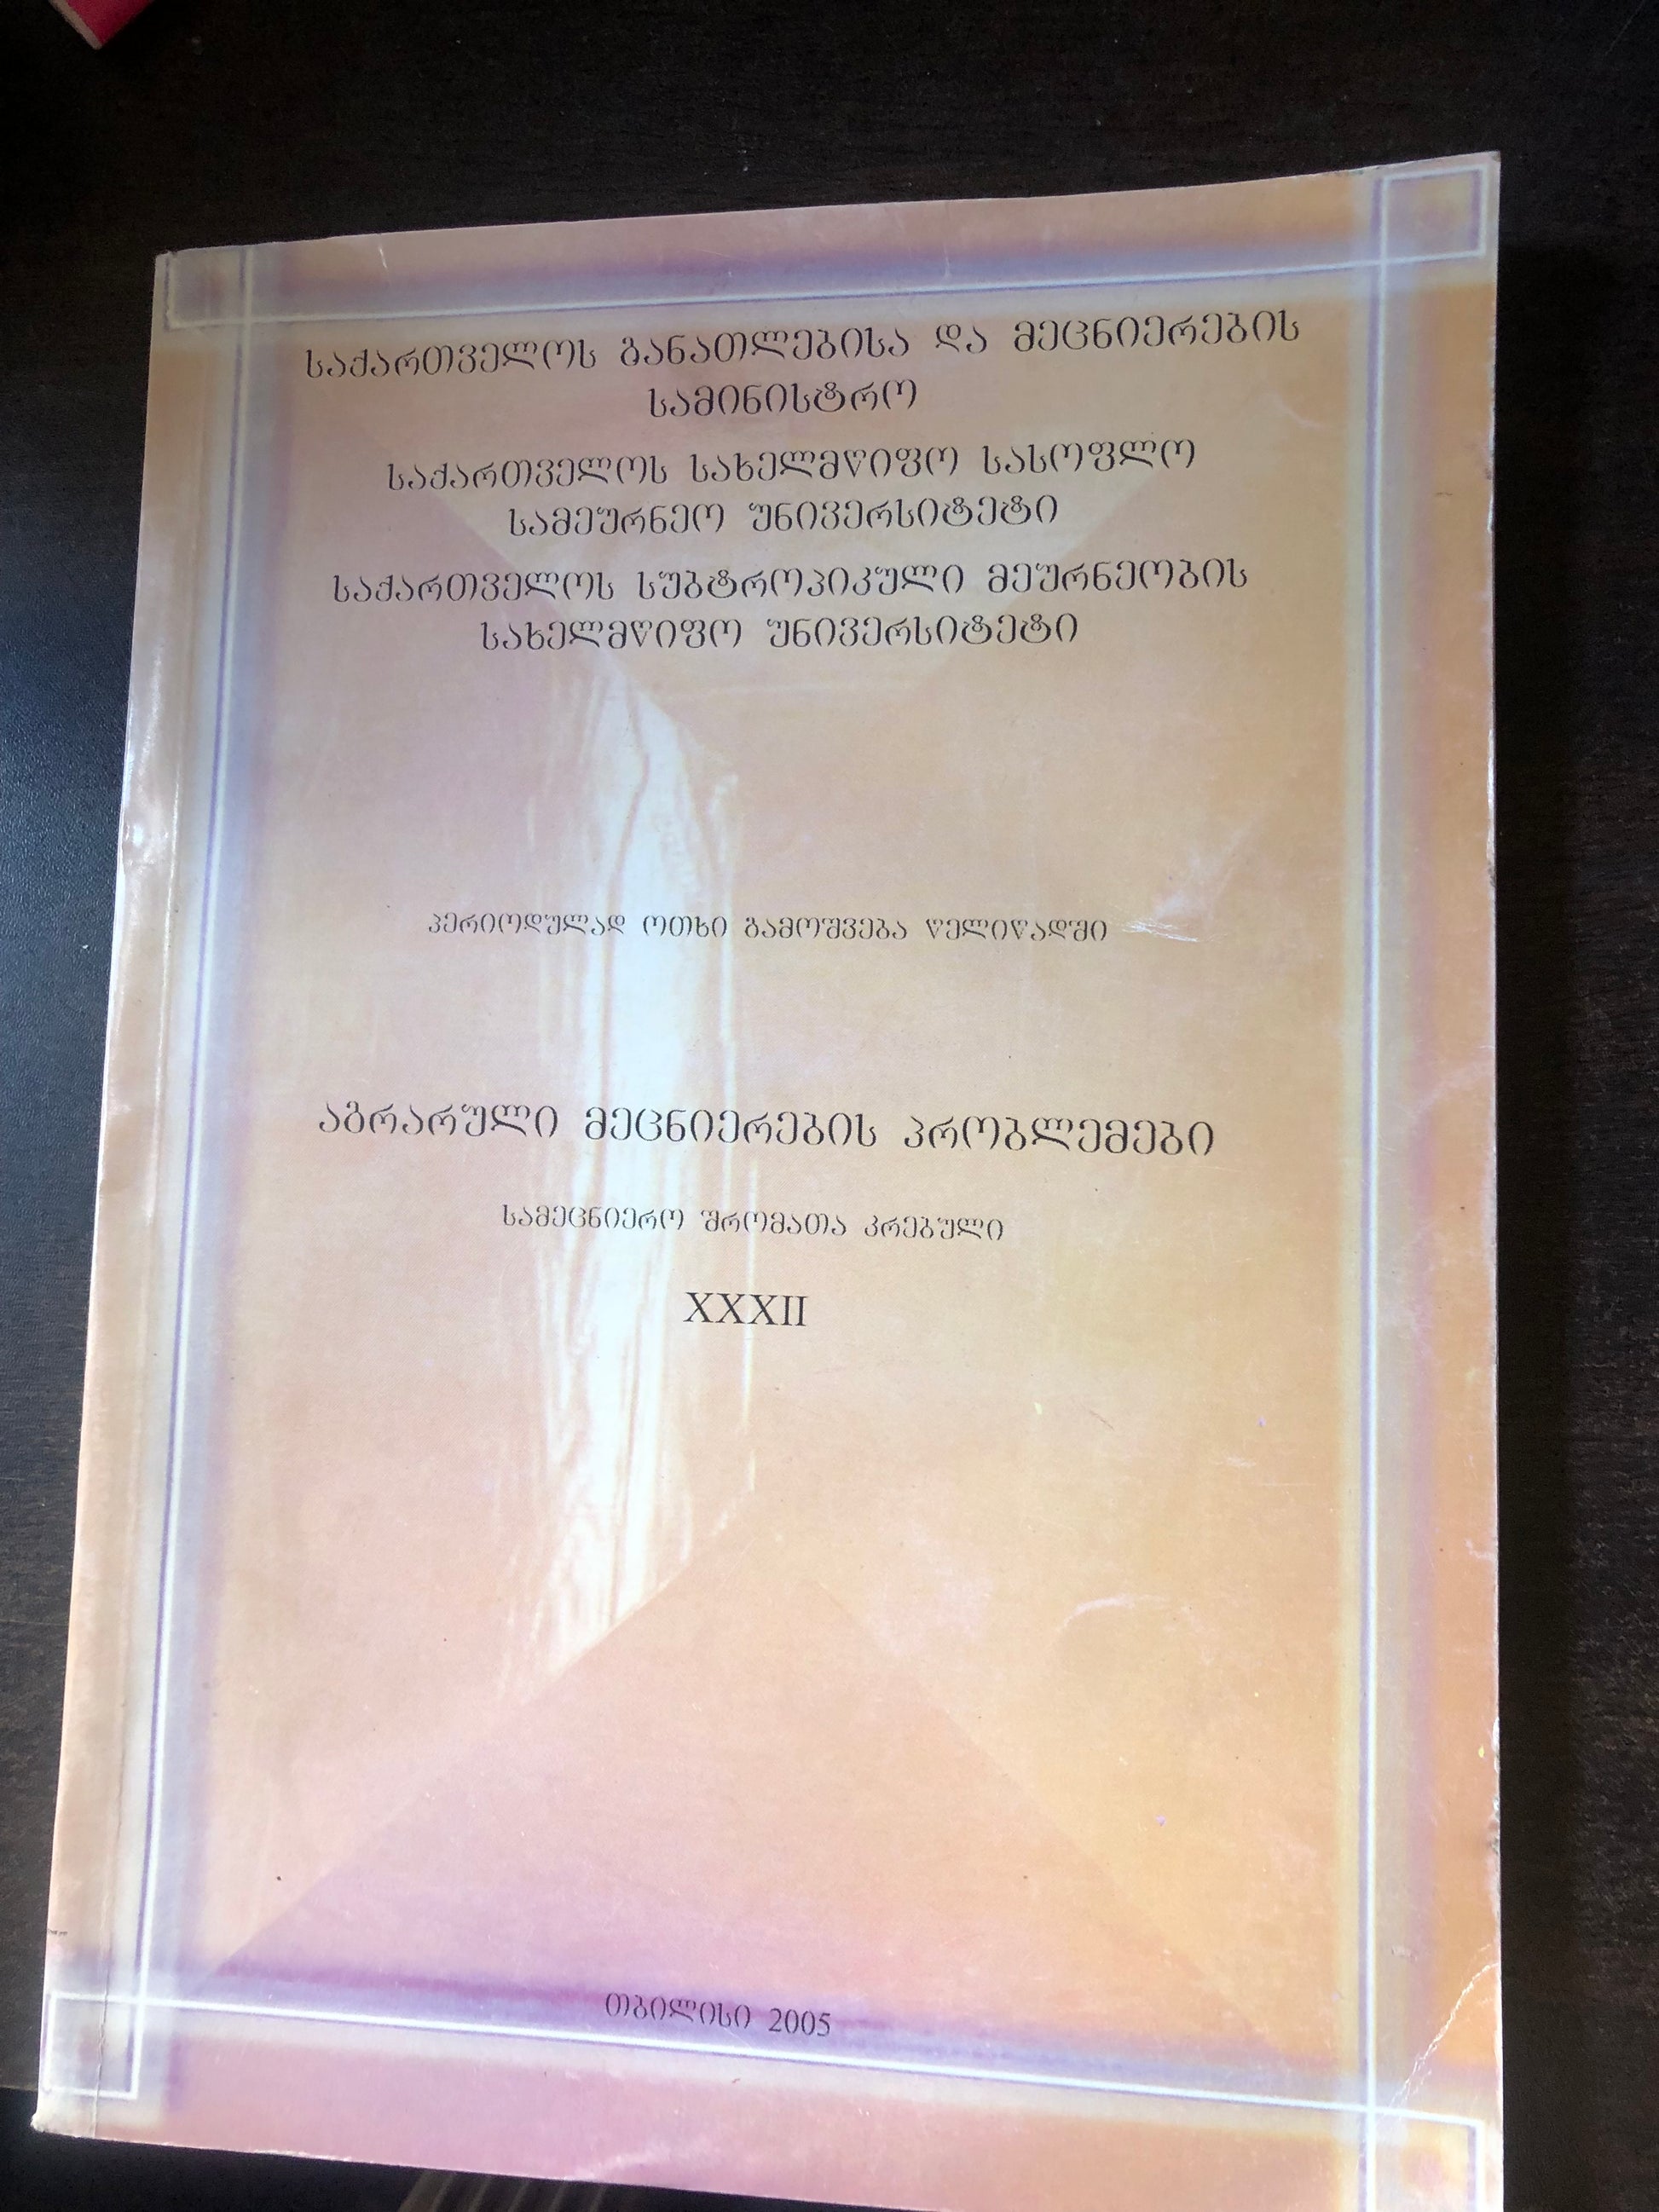 საქართველოს განათლებისა და მეცნიერების
სამინისტრო
საქართველოს სახელმწიფო სასოფლო
სამეურნეო უნივერსიტეტი
საქართველოს სუბტროპიკული მეურნეობის
სახელმწიფო უნივერსიტეტი
პერიოდულად ოთხი გამოშვება წელიწადში
აგრარული მეცნიერების პრობლემები
სამეცნიერო შრომათა კრებული
XXXII
თბილისი 2005